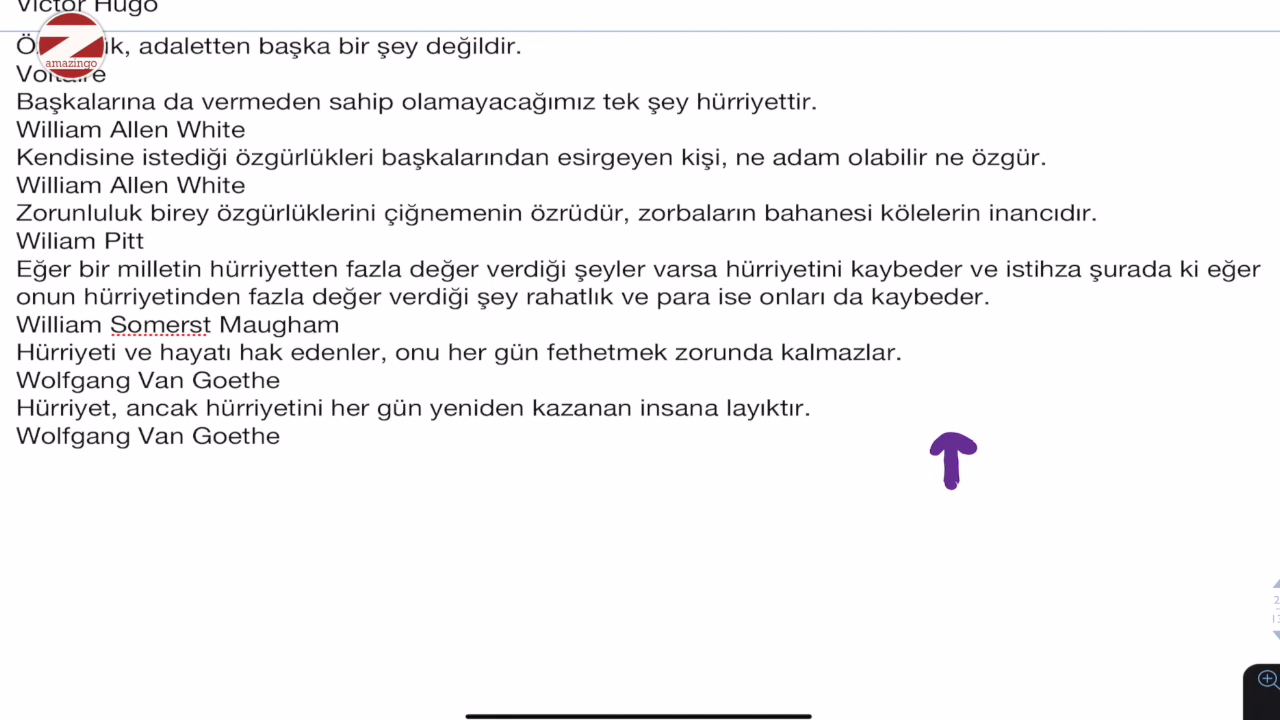 Victor Hugo
amazingo
adaletten başka bir şey değildir.
Voltaire
Başkalarına da vermeden sahip olamayacağımız tek şey hürriyettir.
William Allen White
Kendisine istediği özgürlükleri başkalarından esirgeyen kişi, ne adam olabilir ne özgür.
William Allen White
Zorunluluk birey özgürlüklerini çiğnemenin özrüdür, zorbaların bahanesi kölelerin inancıdır.
Wiliam Pitt
Eğer bir milletin hürriyetten fazla değer verdiği şeyler varsa hürriyetini kaybeder ve istihza şurada ki eğer
onun hürriyetinden fazla değer verdiği şey rahatlık ve para ise onları da kaybeder.
William Somerst Maugham
Hürriyeti ve hayatı hak edenler, onu her gün fethetmek zorunda kalmazlar.
Wolfgang Van Goethe
Hürriyet, ancak hürriyetini her gün yeniden kazanan insana layıktır.
Wolfgang Van Goethe